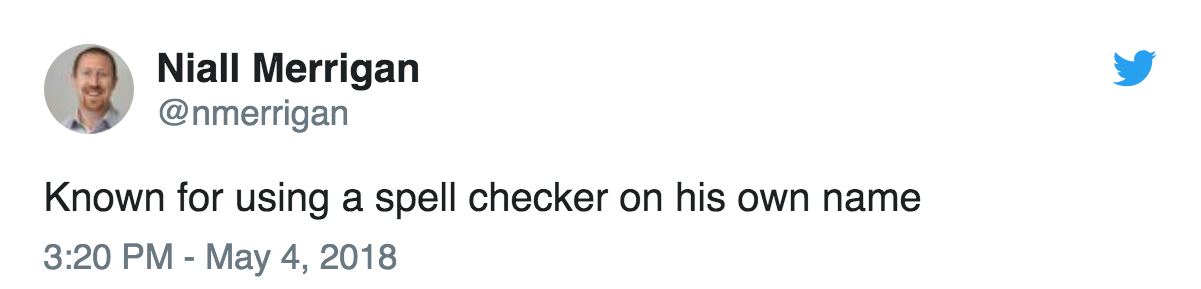 Niall Merrigan
@nmerrigan
Known for using a spell checker on his own name
3:20 PM - May 4, 2018